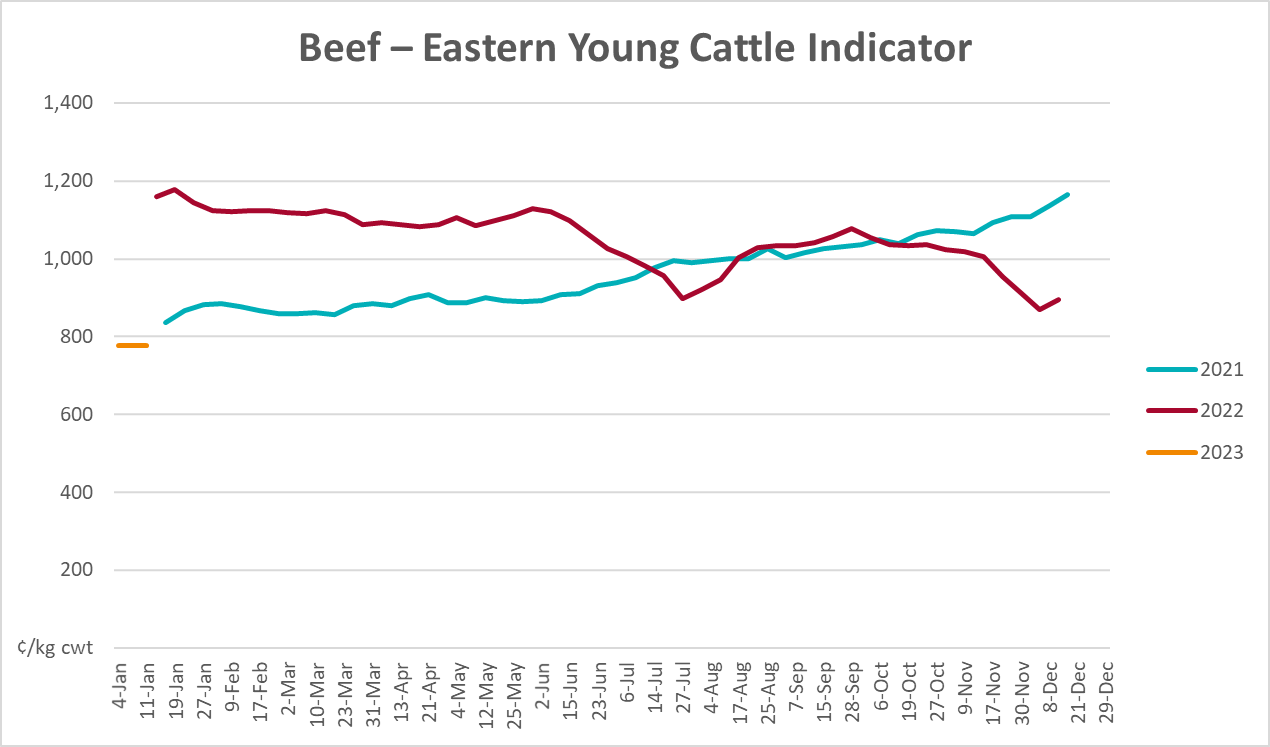 Beef – Eastern Young Cattle Indicator
1,400
1,200
1,000
800
600
400
200
¢/kg cwt
4-Jan
11-Jan
19-Jan
27-Jan
9-Feb
17-Feb
2-Mar
10-Mar
23-Mar
31-Mar
13-Apr
21-Apr
4-May
12-May
25-May
2-Jun
15-Jun
23-Jun
6-Jul
14-Jul
27-Jul
4-Aug
17-Aug
25-Aug
7-Sep
15-Sep
28-Sep
6-Oct
19-Oct
27-Oct
9-Nov
17-Nov
30-Nov
8-Dec
21-Dec
29-Dec
2021
2022
2023